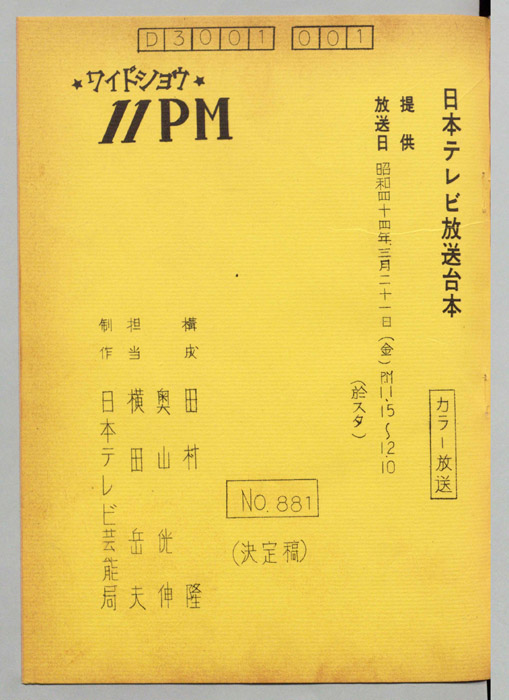 D3001 001
ワイドショウ
11PM
日本テレビ放送台本
カラー放送
提供
放送日 昭和四十四年三月二十一日(金)PM11.15～12.10
(於スタ)
No.881
(決定稿)
構成 田村 隆
奥山 侊伸
担当 横田 岳夫
制作 日本テレビ芸能局